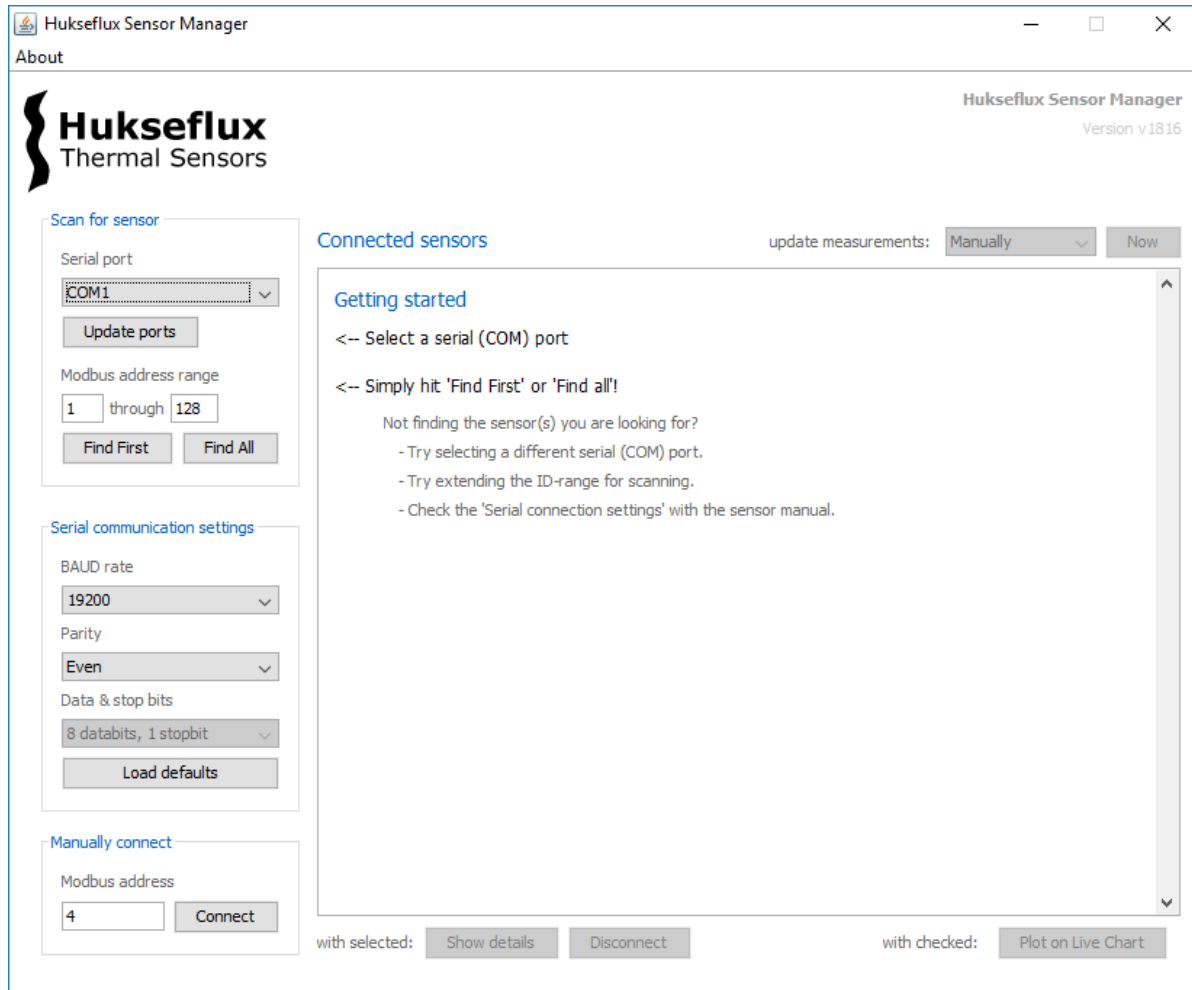 Hukseflux Sensor Manager
About
Hukseflux
Thermal Sensors
Hukseflux Sensor Manager
Version v1816
Scan for sensor
Serial port
COM1
Update ports
Modbus address range
1 through 128
Find First Find All
Serial communication settings
BAUD rate
19200
Parity
Even
Data & stop bits
8 databits, 1 stopbit
Load defaults
Manually connect
Modbus address
4 Connect
Connected sensors update measurements: Manually Now
Getting started
<-- Select a serial (COM) port
<-- Simply hit 'Find First' or 'Find all'!
Not finding the sensor(s) you are looking for?
- Try selecting a different serial (COM) port.
- Try extending the ID-range for scanning.
- Check the 'Serial connection settings' with the sensor manual.
with selected: Show details Disconnect with checked: Plot on Live Chart